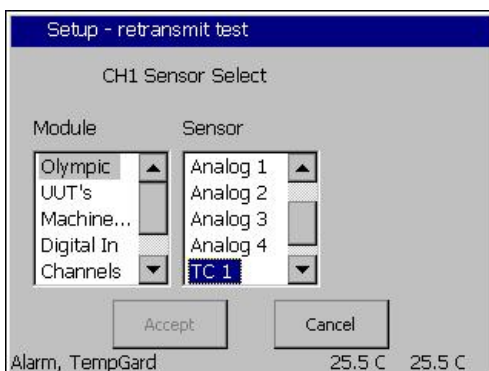 Setup - retransmit test
CH1 Sensor Select
Module Sensor
Olympic Analog 1
UUT's Analog 2
Machine... Analog 3
Digital In Analog 4
Channels TC 1
Accept Cancel
Alarm, TempGard 25.5 C 25.5 C